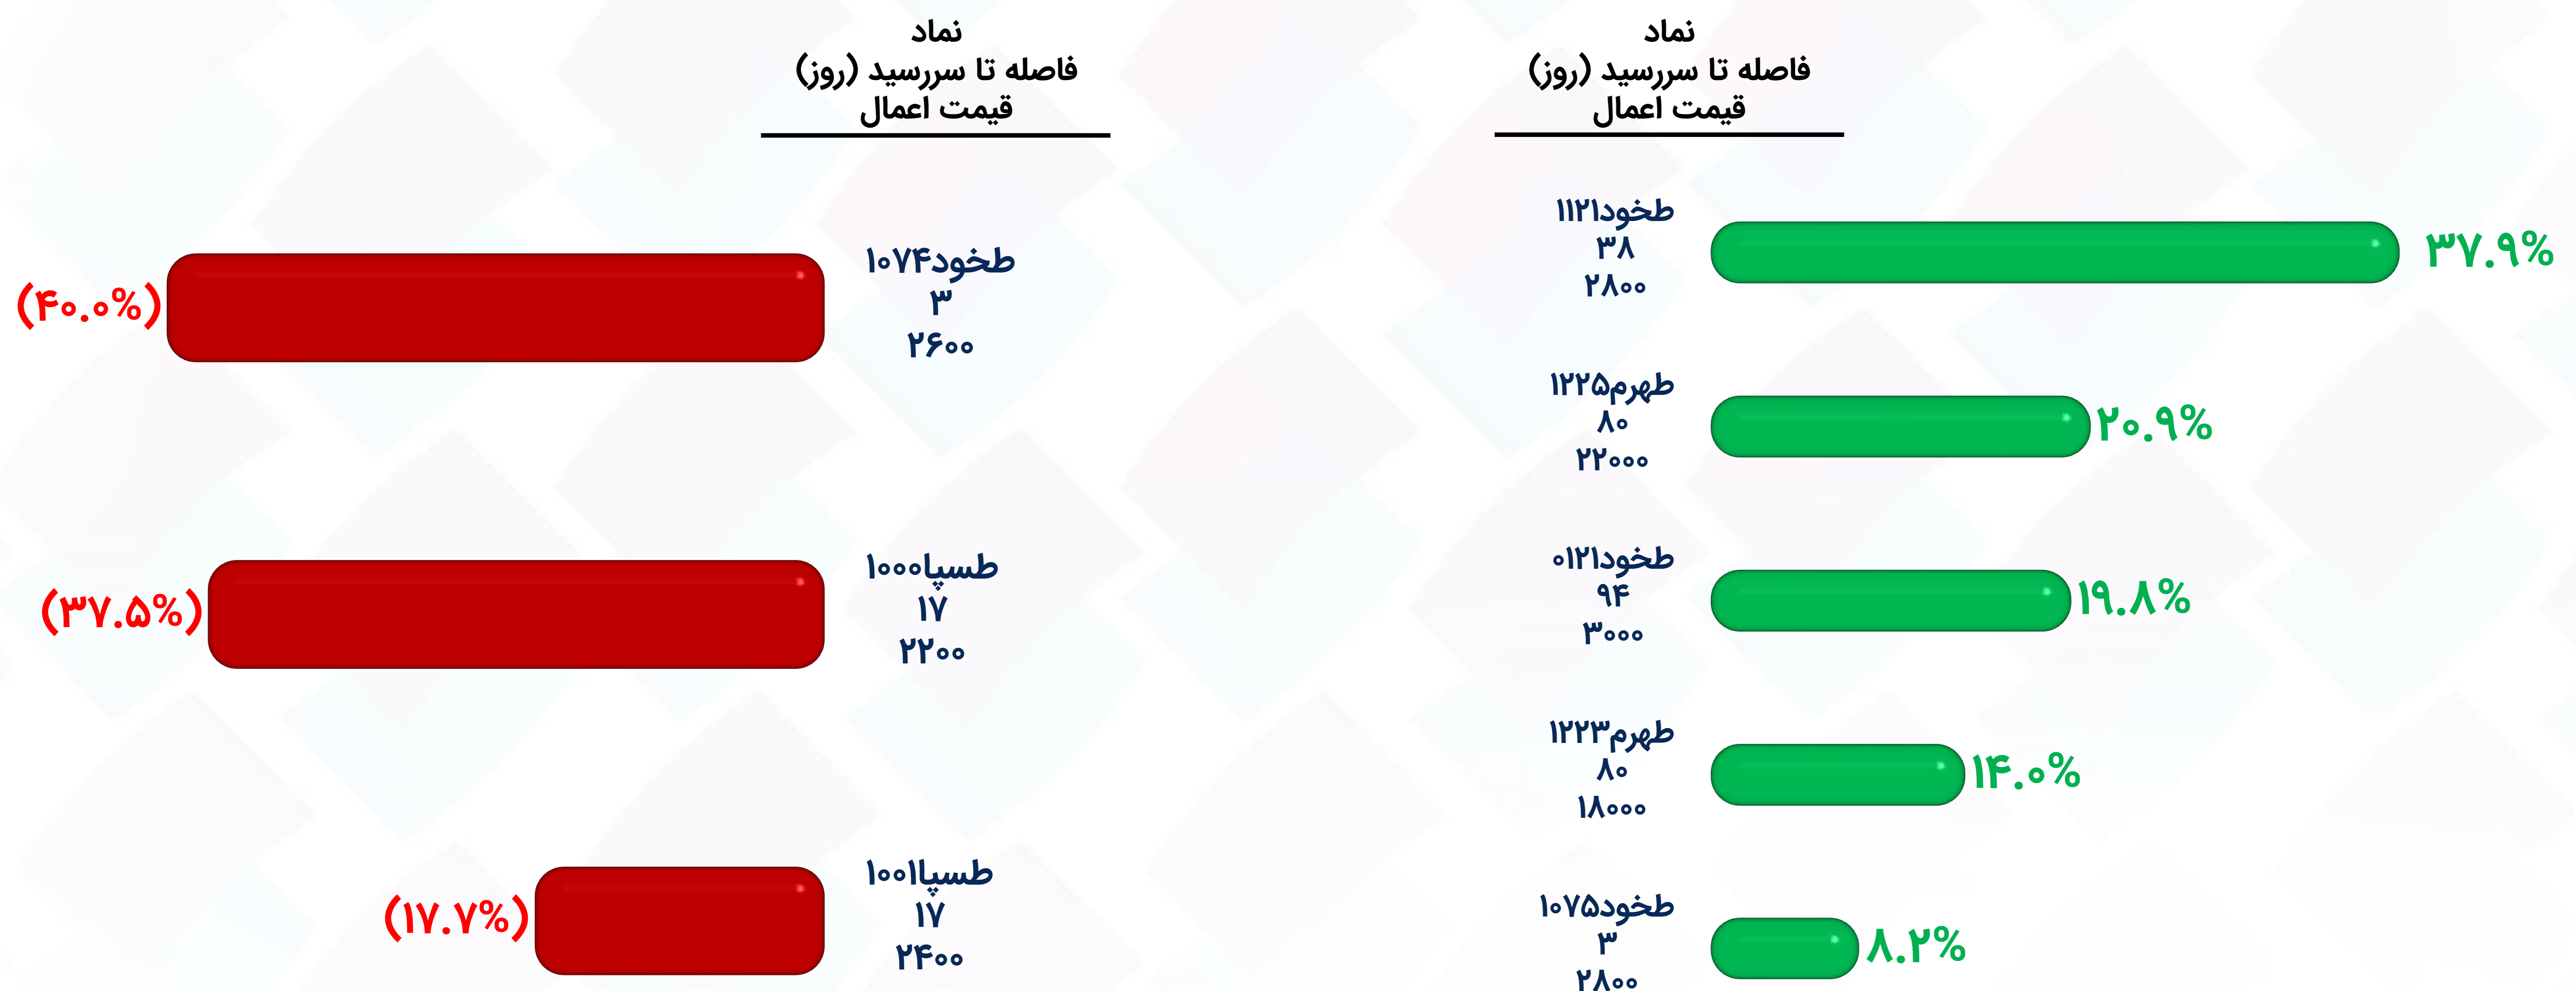 نماد
فاصله تا سررسید (روز)
قیمت اعمال
طخود۱۱۲۱
۳۸
۲۸۰۰
۳۷.۹%
طهرم۱۲۲۵
۸۰
۲۲۰۰۰
۲۰.۹%
طخود۰۱۲۱
۹۴
۳۰۰۰
۱۹.۸%
طهرم۱۲۲۳
۸۰
۱۸۰۰۰
۱۴.۰%
طخود۱۰۷۵
۳
۲۸۰۰
۸.۲%
نماد
فاصله تا سررسید (روز)
قیمت اعمال
طخود۱۰۷۴
۳
۲۶۰۰
(۴۰.۰%)
طسپا۱۰۰۰
۱۷
۲۲۰۰
(۳۷.۵%)
طسپا۱۰۰۱
۱۷
۲۴۰۰
(۱۷.۷%)